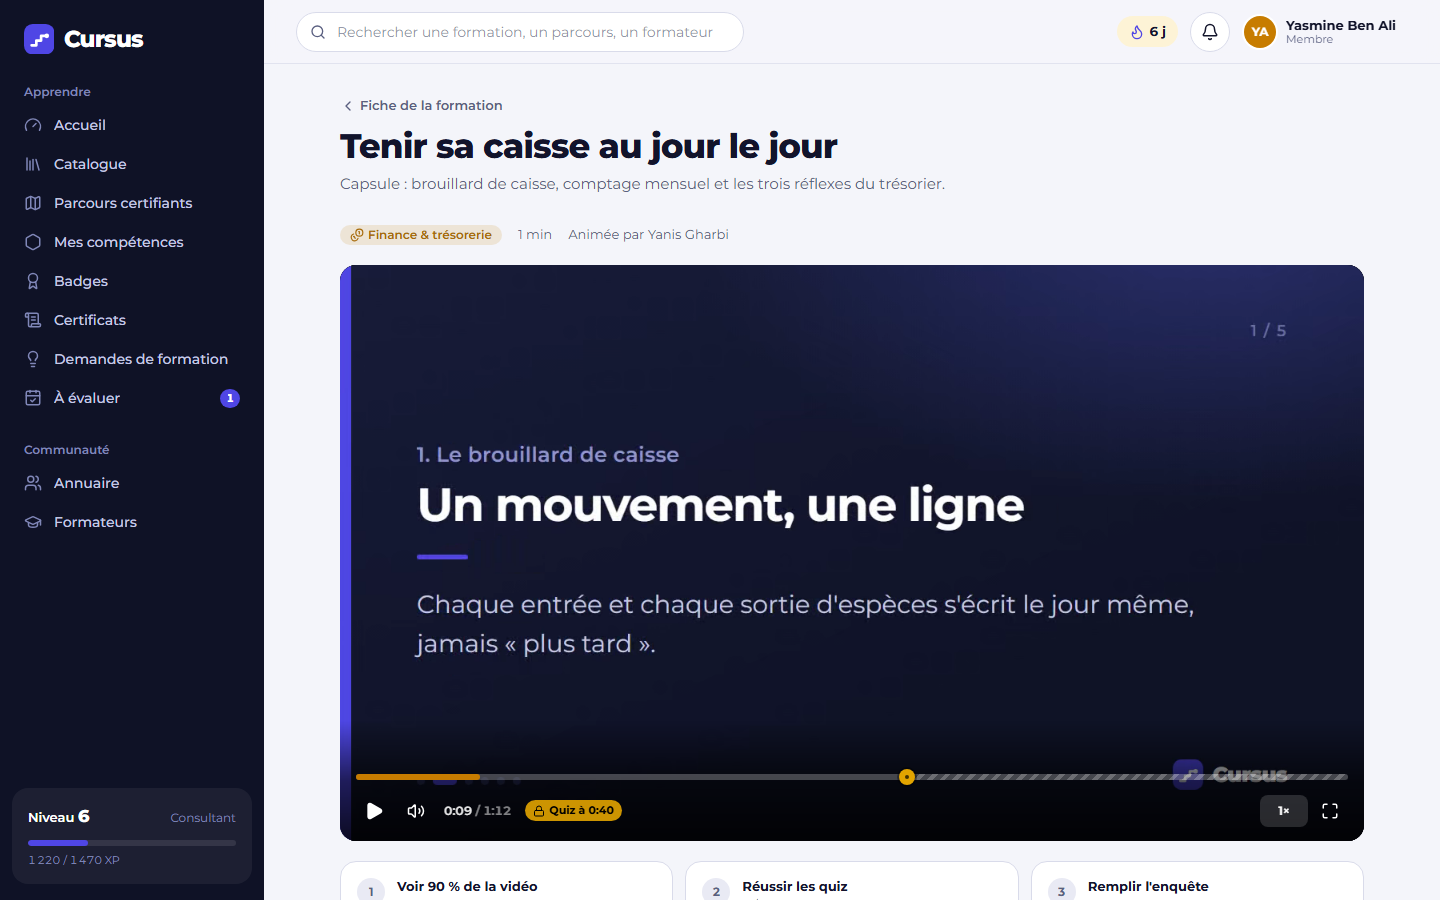 Cursus
Apprendre
Accueil
Catalogue
Parcours certifiants
Mes compétences
Badges
Certificats
Demandes de formation
À évaluer
1
Communauté
Annuaire
Formateurs
Niveau 6
Consultant
1 220 / 1 470 XP
Rechercher une formation, un parcours, un formateur
6 j
YA
Yasmine Ben Ali
Membre
Fiche de la formation
Tenir sa caisse au jour le jour
Capsule : brouillard de caisse, comptage mensuel et les trois réflexes du trésorier.
Finance & trésorerie
1 min
Animée par Yanis Gharbi
1 / 5
1. Le brouillard de caisse
Un mouvement, une ligne
Chaque entrée et chaque sortie d'espèces s'écrit le jour même,
jamais « plus tard ».
Cursus
0:09 / 1:12
Quiz à 0:40
1×
1
Voir 90 % de la vidéo
2
Réussir les quiz
3
Remplir l'enquête